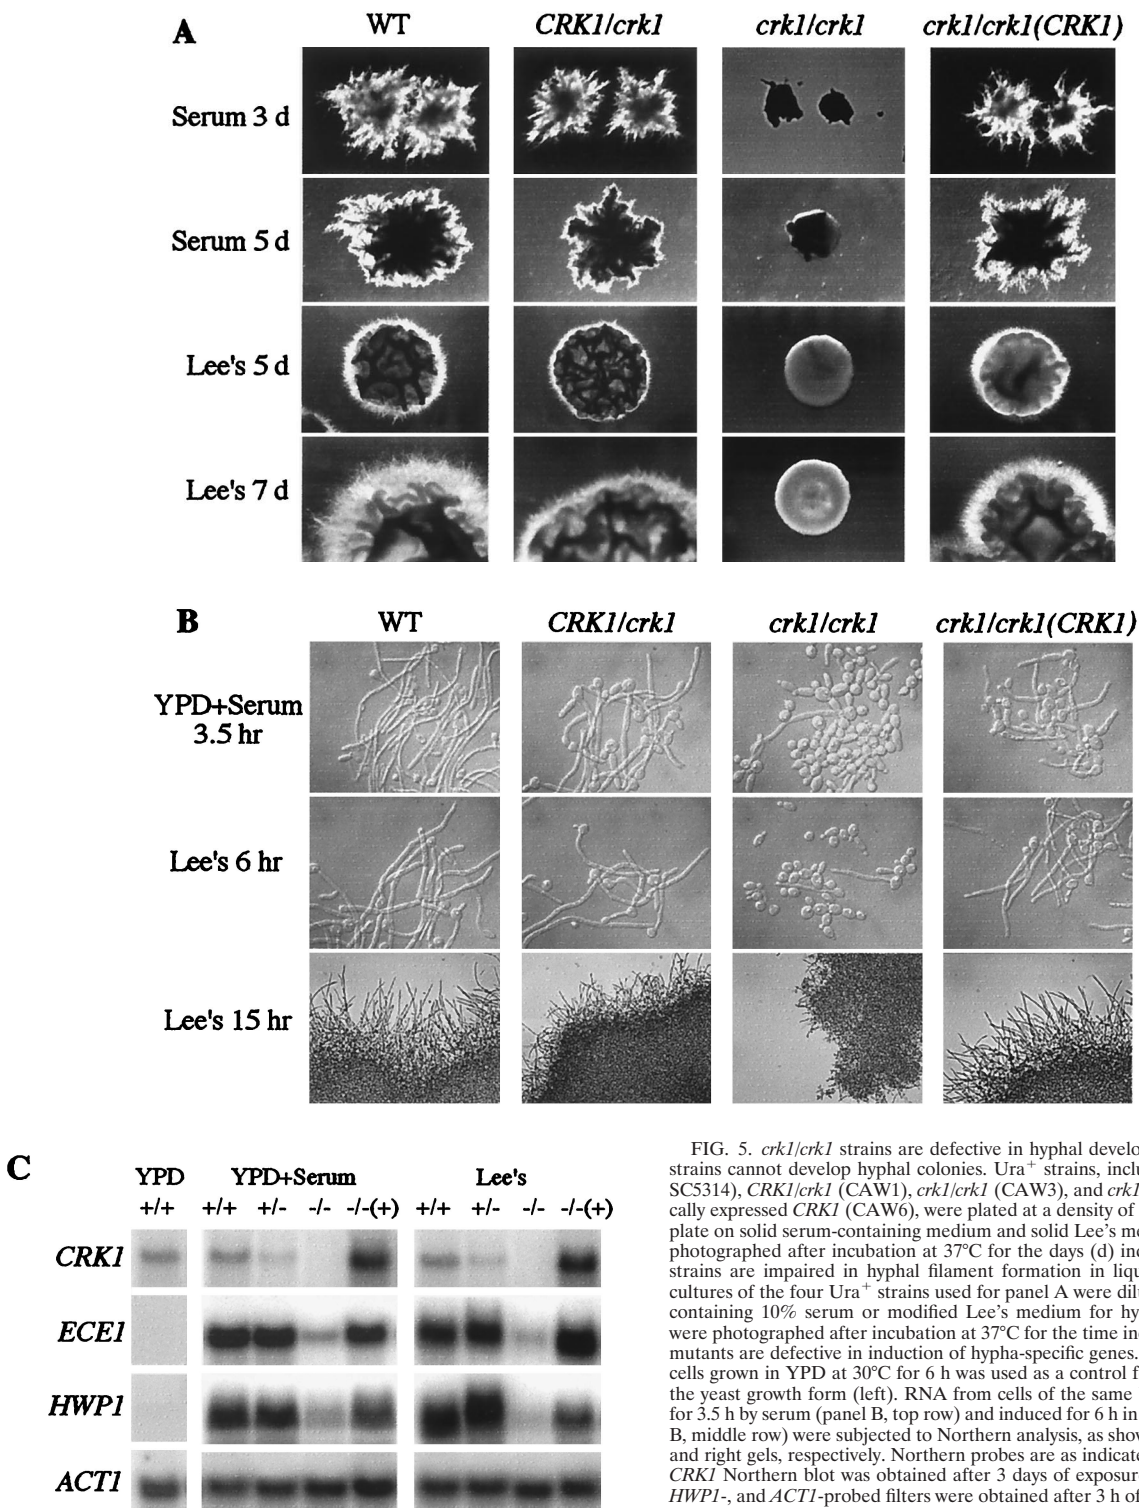 A
WT CRK1/crk1 crk1/crk1 crk1/crk1(CRK1)
Serum 3 d
Serum 5 d
Lee's 5 d
Lee's 7 d
B
WT CRK1/crk1 crk1/crk1 crk1/crk1(CRK1)
YPD+Serum
3.5 hr
Lee's 6 hr
Lee's 15 hr
C
YPD YPD+Serum Lee's
+/+ +/+ +/- -/- -/-(+) +/+ +/- -/- -/-(+)
CRK1
ECE1
HWP1
ACT1
FIG. 5. crk1/crk1 strains are defective in hyphal develo
strains cannot develop hyphal colonies. Ura+ strains, inclu
SC5314), CRK1/crk1 (CAW1), crk1/crk1 (CAW3), and crk1
cally expressed CRK1 (CAW6), were plated at a density of
plate on solid serum-containing medium and solid Lee's me
photographed after incubation at 37°C for the days (d) ind
strains are impaired in hyphal filament formation in liqu
cultures of the four Ura+ strains used for panel A were dilu
containing 10% serum or modified Lee's medium for hy
were photographed after incubation at 37°C for the time in
mutants are defective in induction of hypha-specific genes.
cells grown in YPD at 30°C for 6 h was used as a control f
the yeast growth form (left). RNA from cells of the same
for 3.5 h by serum (panel B, top row) and induced for 6 h in
B, middle row) were subjected to Northern analysis, as show
and right gels, respectively. Northern probes are as indicate
CRK1 Northern blot was obtained after 3 days of exposur
HWP1-, and ACT1-probed filters were obtained after 3 h of